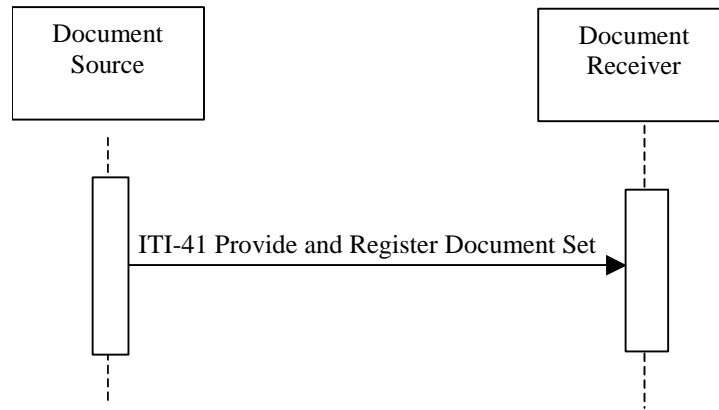 Document
Source
Document
Receiver
ITI-41 Provide and Register Document Set